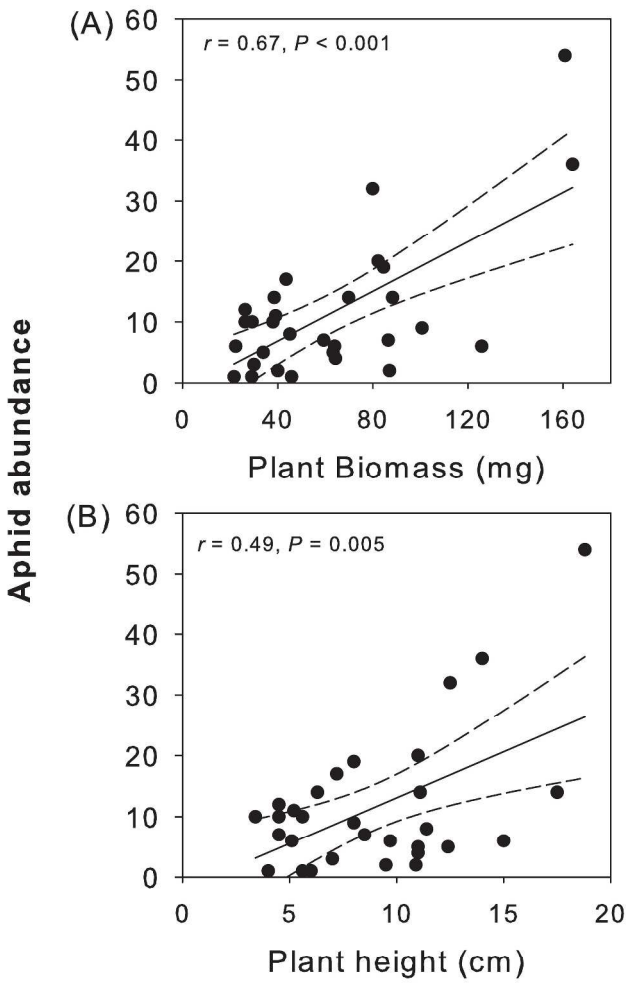 (A)
r = 0.67, P < 0.001
60
50
40
30
20
10
0
0 40 80 120 160
Plant Biomass (mg)
Aphid abundance
(B)
r = 0.49, P = 0.005
60
50
40
30
20
10
0
0 5 10 15 20
Plant height (cm)